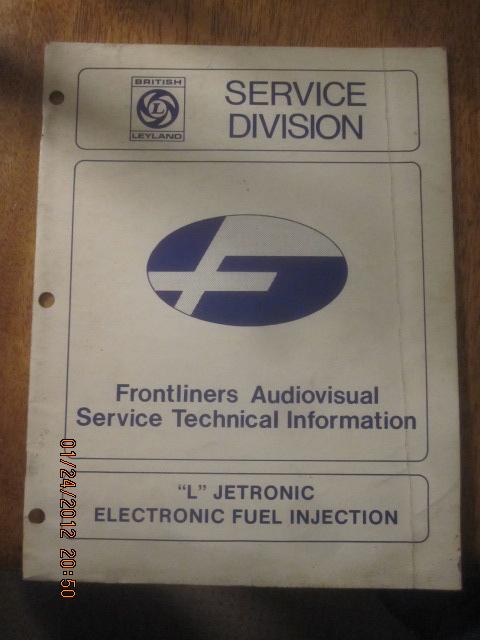 BRITISH
L
LEYLAND
SERVICE
DIVISION
F
Frontliners Audiovisual
Service Technical Information
"L" JETRONIC
ELECTRONIC FUEL INJECTION
01/24/2012 20:50